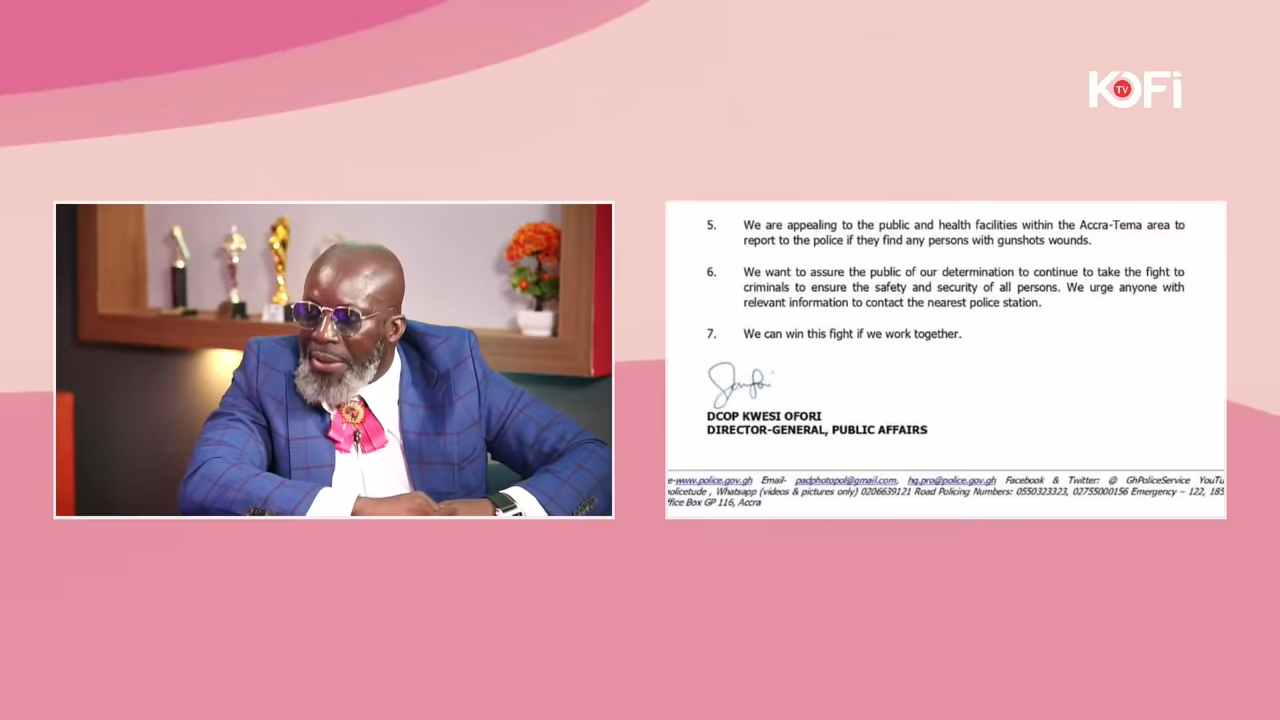 KOFi
TV
5. We are appealing to the public and health facilities within the Accra-Tema area to
report to the police if they find any persons with gunshots wounds.
6. We want to assure the public of our determination to continue to take the fight to
criminals to ensure the safety and security of all persons. We urge anyone with
relevant information to contact the nearest police station.
7. We can win this fight if we work together.
DCOP KWESI OFORI
DIRECTOR-GENERAL, PUBLIC AFFAIRS
e-www.police.gov.gh Email- padphotopol@gmail.com, hq.pro@police.gov.gh Facebook & Twitter: @ GhPoliceService YouTu
olicetude , Whatsapp (videos & pictures only) 0206639121 Road Policing Numbers: 0550323323, 02755000156 Emergency – 122, 185
ffice Box GP 116, Accra